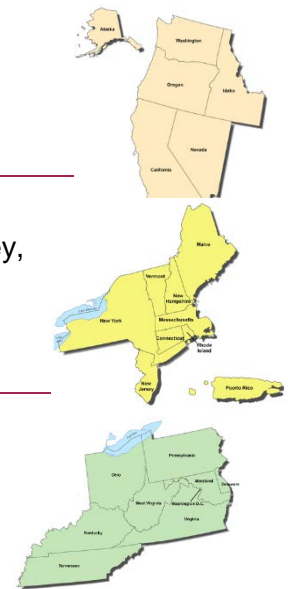 Alaska
Washington
Oregon
Idaho
Nevada
California
ey,
Maine
Vermont
New
Hampshire
New York
Massachusetts
Connecticut
Rhode
Island
New
Jersey
Puerto Rico
Pennsylvania
Ohio
Maryland
Delaware
West Virginia
Washington D.C.
Virginia
Kentucky
Tennessee